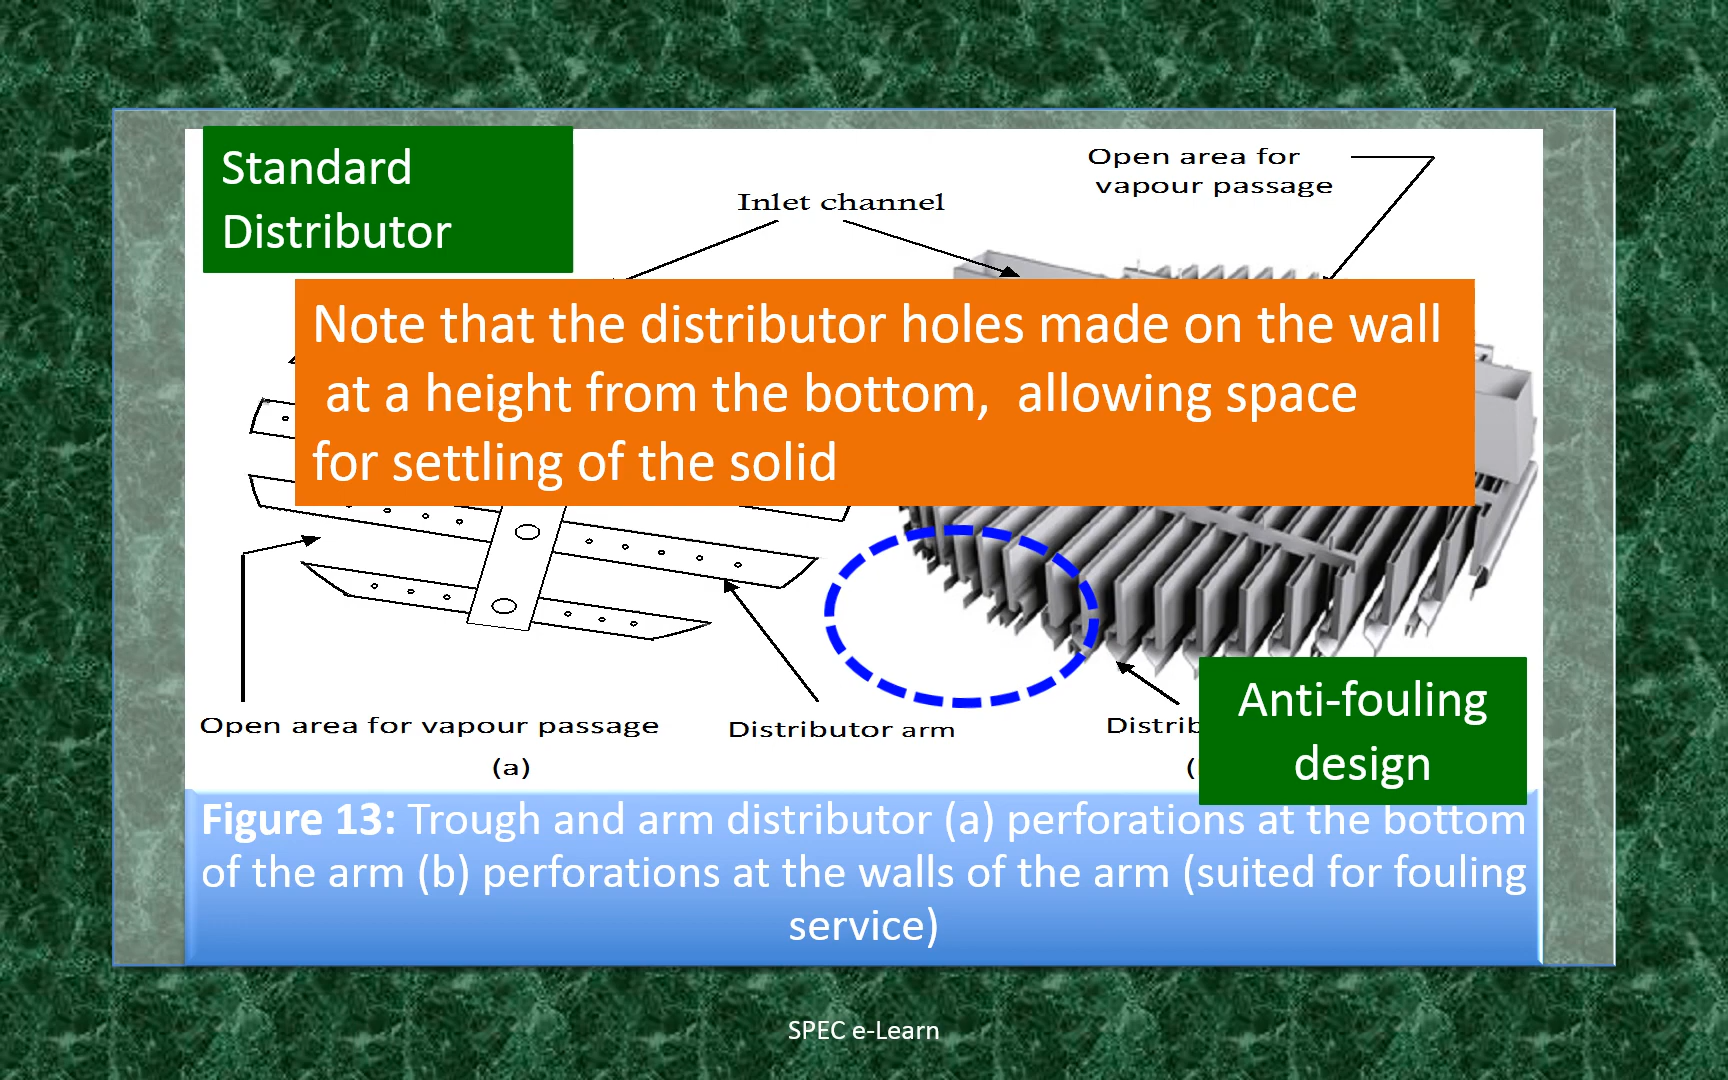 Standard
Distributor
Open area for
vapour passage
Inlet channel
Note that the distributor holes made on the wall
at a height from the bottom, allowing space
for settling of the solid
Open area for vapour passage
Distributor arm
(a)
Anti-fouling
design
Figure 13: Trough and arm distributor (a) perforations at the bottom
of the arm (b) perforations at the walls of the arm (suited for fouling
service)
SPEC e-Learn